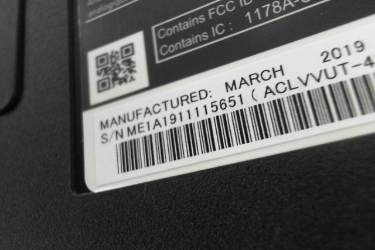 Contains FCC ID
Contains IC : 1178A-
MANUFACTURED: MARCH 2019
S/N ME1A1911115651 ( ACLVVUT-4